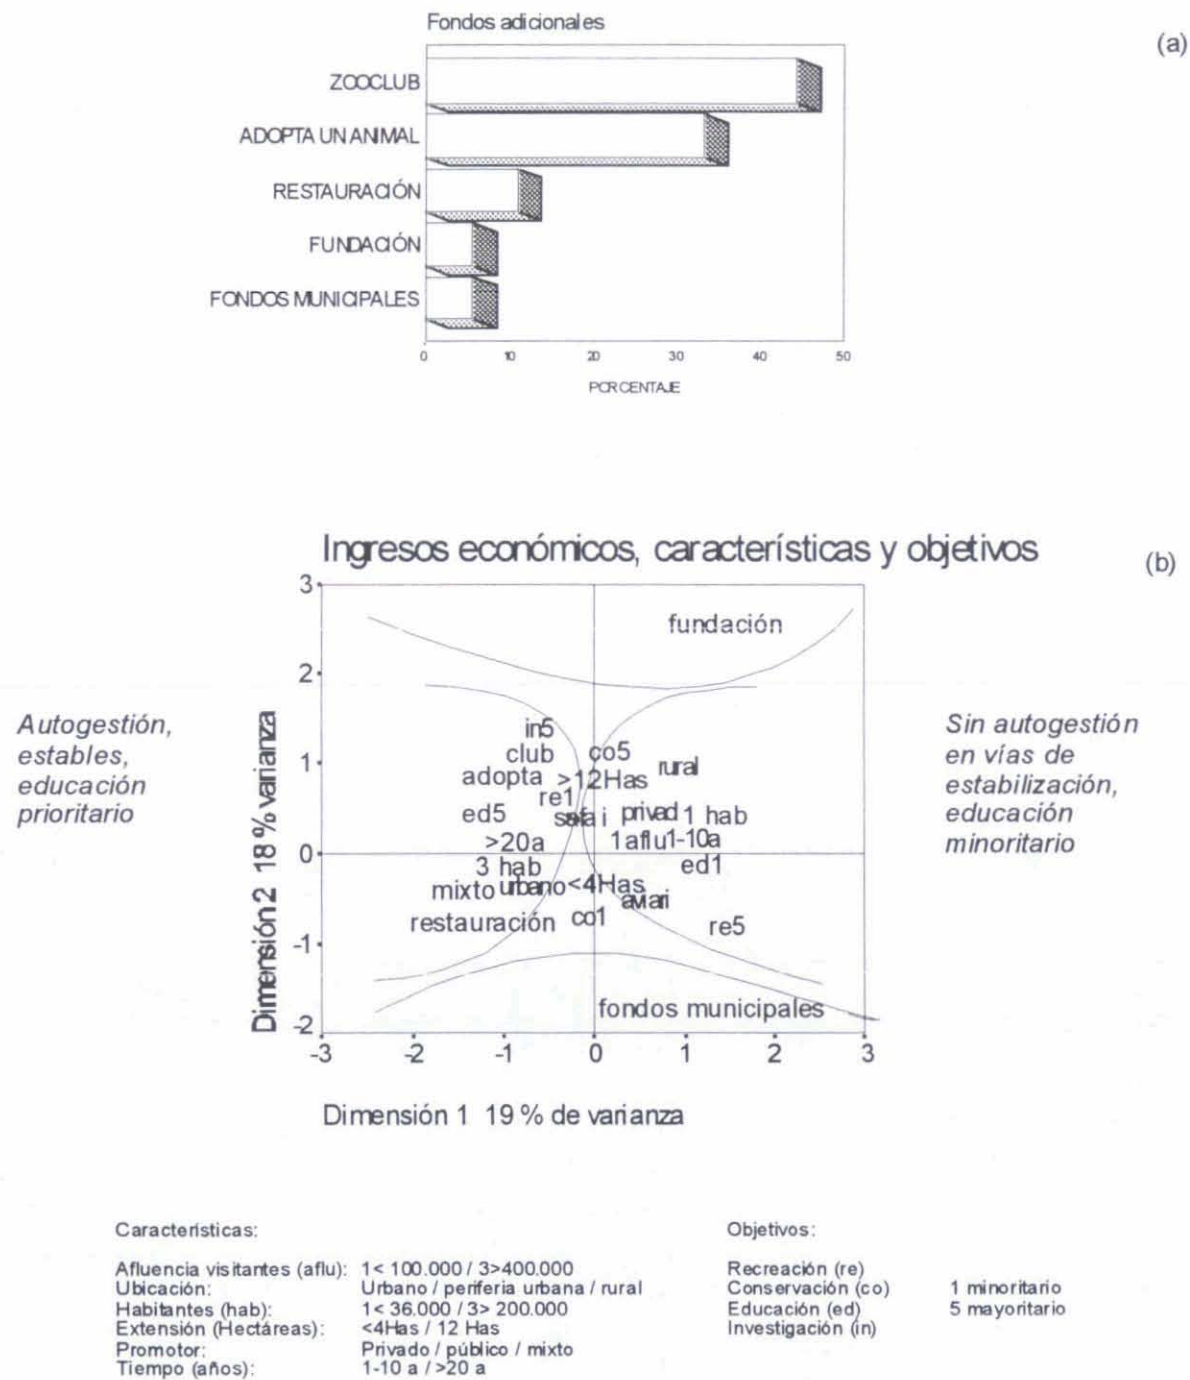 Fondos adicionales
(a)
ZOOCLUB
ADOPTA UN ANIMAL
RESTAURACIÓN
FUNDACIÓN
FONDOS MUNICIPALES
0 10 20 30 40 50
PORCENTAJE
Ingresos económicos, características y objetivos
(b)
Autogestión,
estables,
educación
prioritario
Sin autogestión
en vías de
estabilización,
educación
minoritario
Dimensión 2 18 % varianza
3
2
1
0
-1
-2
fundación
in5
club
co5
adopta
>12Has
rural
re1
ed5
privad
1 hab
>20a
1aflu
1-10a
3 hab
ed1
mixto
urbano
<4Has
aviari
restauración
co1
re5
fondos municipales
-3 -2 -1 0 1 2 3
Dimensión 1 19 % de varianza
Características:
Afluencia visitantes (aflu): 1< 100.000 / 3>400.000
Ubicación: Urbano / periferia urbana / rural
Habitantes (hab): 1< 36.000 / 3> 200.000
Extensión (Hectáreas): <4Has / 12 Has
Promotor: Privado / público / mixto
Tiempo (años): 1-10 a / >20 a
Objetivos:
Recreación (re)
Conservación (co) 1 minoritario
Educación (ed) 5 mayoritario
Investigación (in)